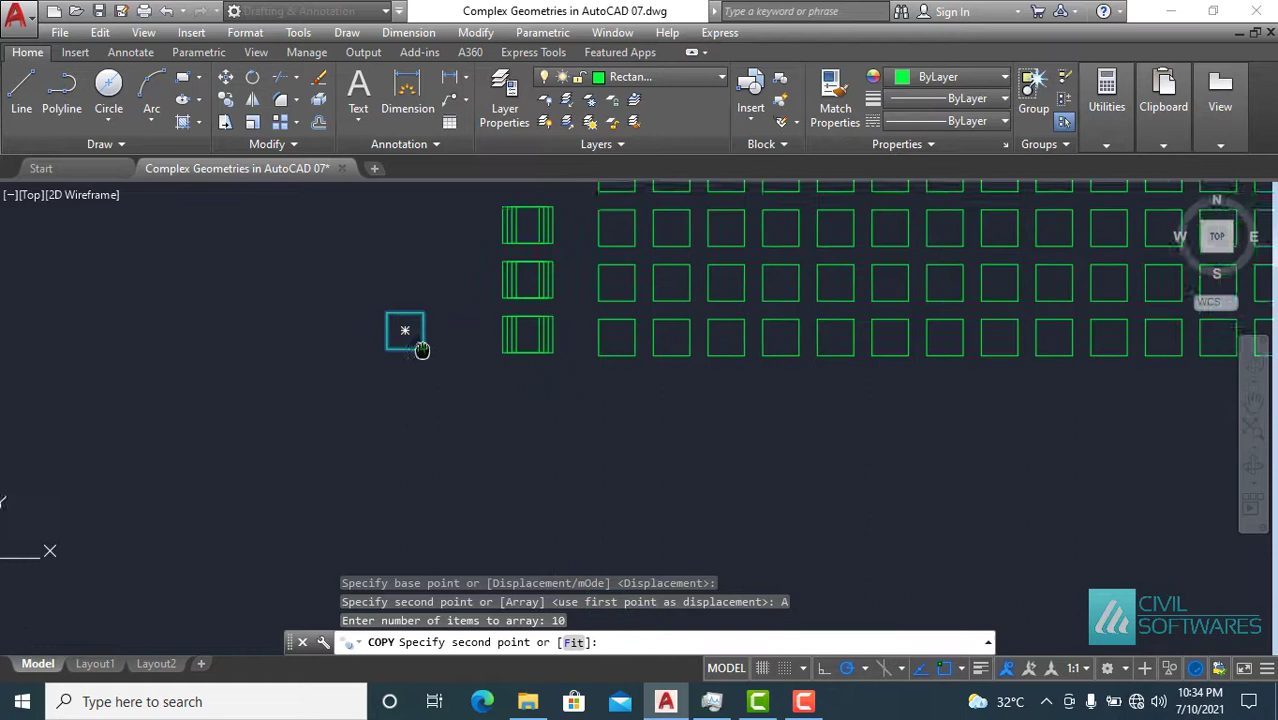 Drafting & Annotation
Complex Geometries in AutoCAD 07.dwg
Type a keyword or phrase
Sign In
File Edit View Insert Format Tools Draw Dimension Modify Parametric Window Help Express
Home Insert Annotate Parametric View Manage Output Add-ins A360 Express Tools Featured Apps
Rectan...
ByLayer
ByLayer
ByLayer
Line Polyline Circle Arc
Text Dimension
Layer Properties
Insert
Match Properties
Group
Utilities
Clipboard
View
Draw Modify Annotation Layers Block Properties Groups
Start
Complex Geometries in AutoCAD 07*
[−][Top][2D Wireframe]
N
W TOP E
S
WCS
X
Specify base point or [Displacement/mOde] <Displacement>:
Specify second point or [Array] <use first point as displacement>: A
Enter number of items to array: 10
COPY Specify second point or [Fit]:
CIVIL
SOFTWARES
Model Layout1 Layout2
MODEL
1:1
Type here to search
32°C
10:34 PM
7/10/2021